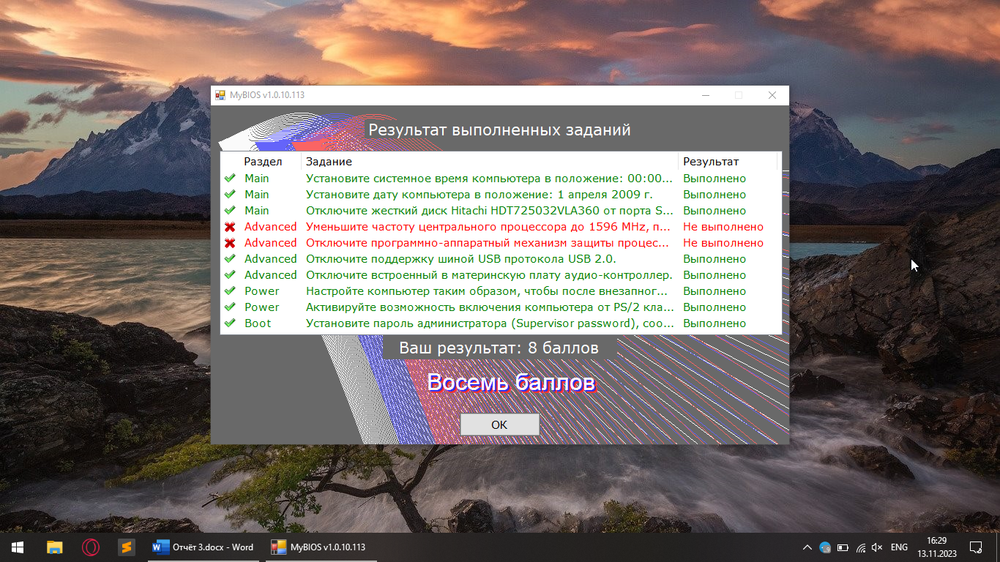 MyBIOS v1.0.10.113
Результат выполненных заданий
Раздел Задание Результат
Main Установите системное время компьютера в положение: 00:00... Выполнено
Main Установите дату компьютера в положение: 1 апреля 2009 г. Выполнено
Main Отключите жесткий диск Hitachi HDT725032VLA360 от порта S... Выполнено
Advanced Уменьшите частоту центрального процессора до 1596 MHz, п... Не выполнено
Advanced Отключите программно-аппаратный механизм защиты процес... Не выполнено
Advanced Отключите поддержку шиной USB протокола USB 2.0. Выполнено
Advanced Отключите встроенный в материнскую плату аудио-контроллер. Выполнено
Power Настройте компьютер таким образом, чтобы после внезапног... Выполнено
Power Активируйте возможность включения компьютера от PS/2 кла... Выполнено
Boot Установите пароль администратора (Supervisor password), соо... Выполнено
Ваш результат: 8 баллов
Восемь баллов
OK
Отчёт 3.docx - Word
MyBIOS v1.0.10.113
ENG
16:29
13.11.2023